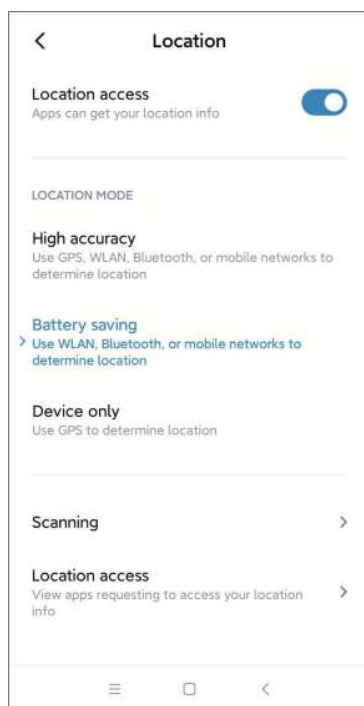 Location
Location access
Apps can get your location info
LOCATION MODE
High accuracy
Use GPS, WLAN, Bluetooth, or mobile networks to
determine location
Battery saving
Use WLAN, Bluetooth, or mobile networks to
determine location
Device only
Use GPS to determine location
Scanning
Location access
View apps requesting to access your location
info